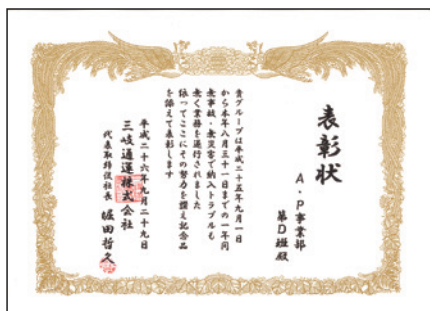 表彰状
A・P事業部
第D班殿
貴グループは平成二十五年九月一日
から本年八月三十一日までの一年間
無事故・無災害で納入トラブルも
無く業務を遂行されました
依ってここにその努力を讃え記念品
を添えて表彰します
平成二十六年九月二十九日
三岐通運株式会社
代表取締役社長 堀田哲久